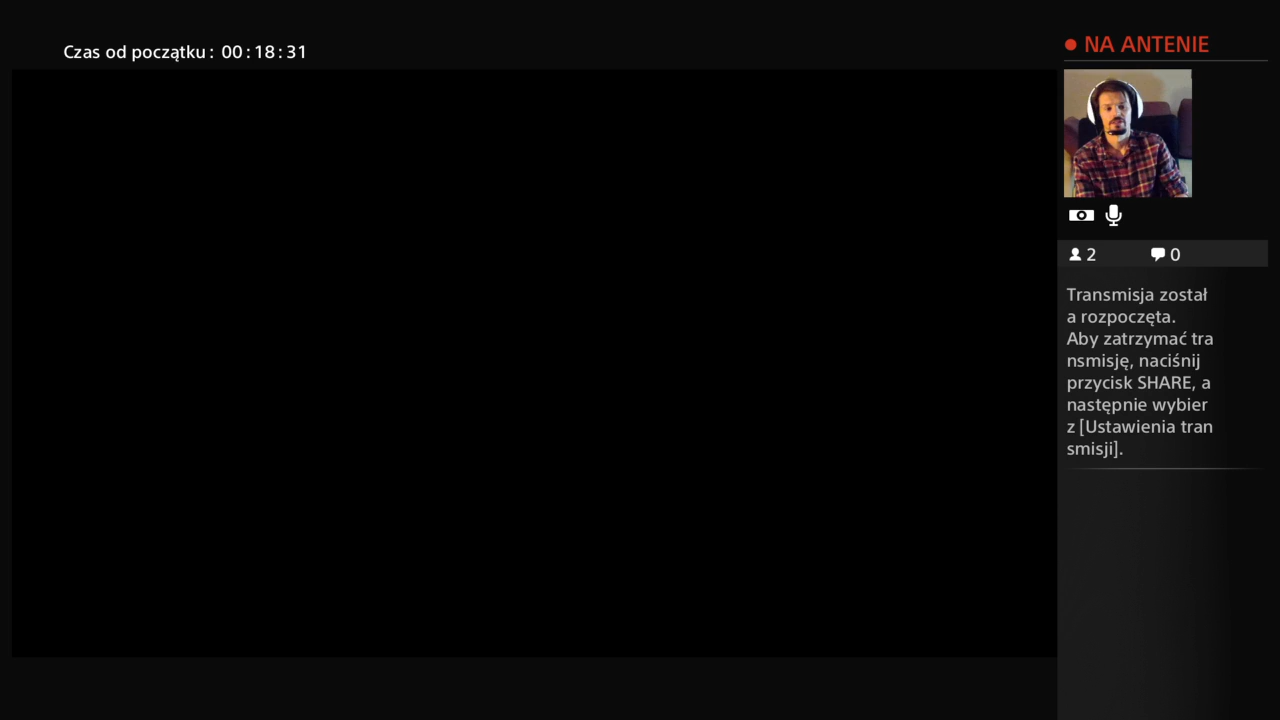 Czas od początku : 00 : 18 : 31
NA ANTENIE
2 0
Transmisja został
a rozpoczęta.
Aby zatrzymać tra
nsmisję, naciśnij
przycisk SHARE, a
następnie wybier
z [Ustawienia tran
smisji].